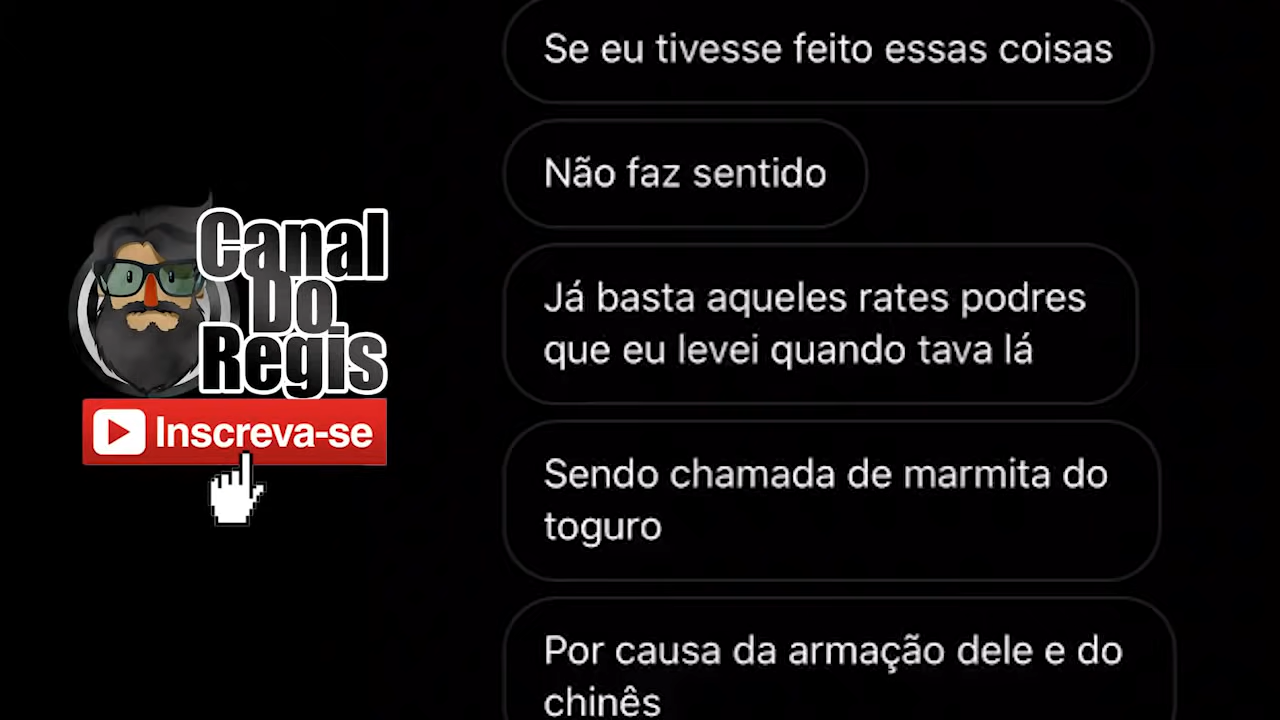 Se eu tivesse feito essas coisas
Não faz sentido
Já basta aqueles rates podres
que eu levei quando tava lá
Sendo chamada de marmita do
toguro
Por causa da armação dele e do
chinês
Canal
Do
Regis
Inscreva-se